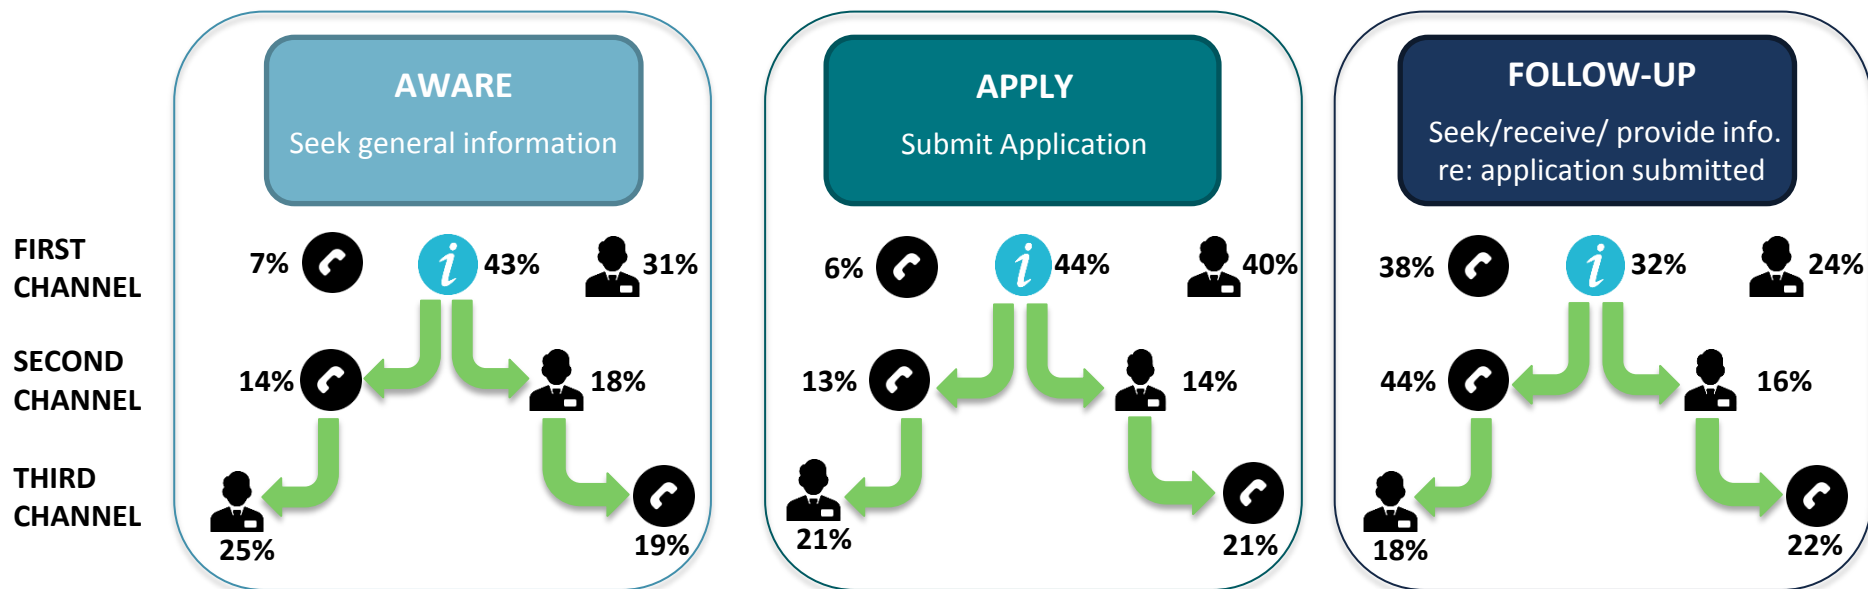 AWARE
Seek general information
APPLY
Submit Application
FOLLOW-UP
Seek/receive/ provide info.
re: application submitted
FIRST
CHANNEL
7% i 43% 31%
6% i 44% 40%
38% i 32% 24%
SECOND
CHANNEL
14% 18%
13% 14%
44% 16%
THIRD
CHANNEL
25% 19%
21% 21%
18% 22%